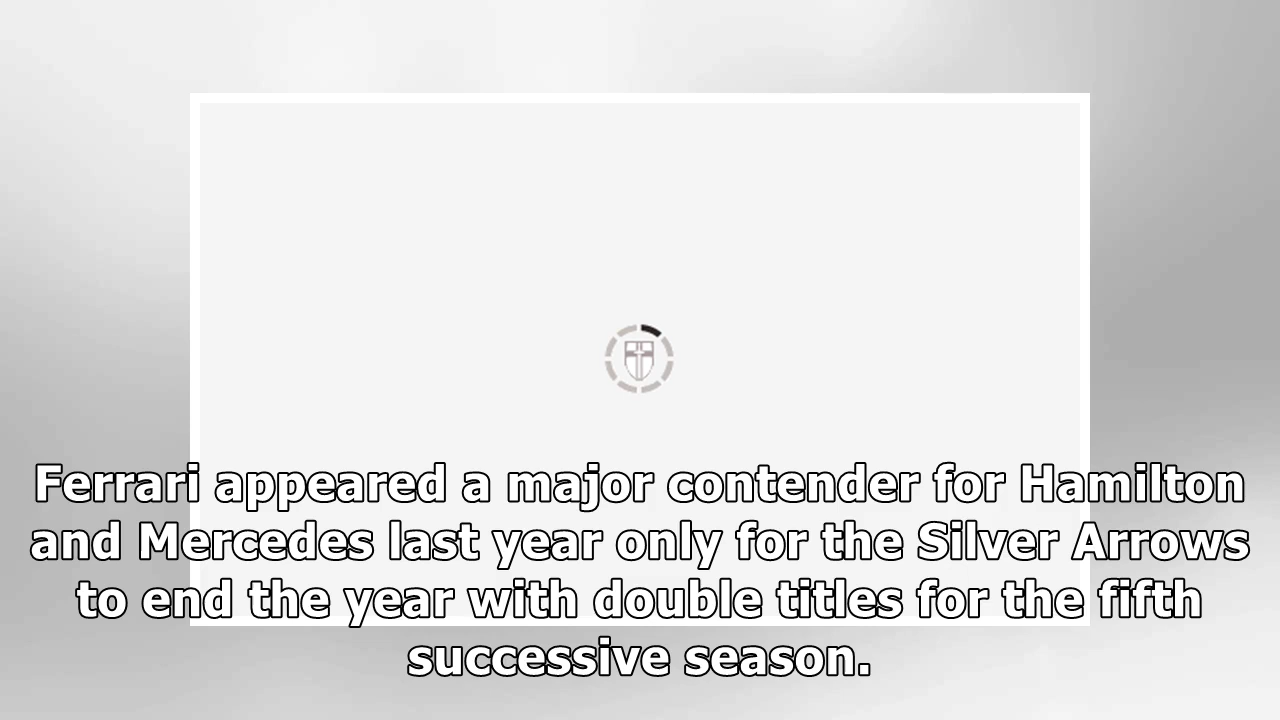 Ferrari appeared a major contender for Hamilton
and Mercedes last year only for the Silver Arrows
to end the year with double titles for the fifth
successive season.